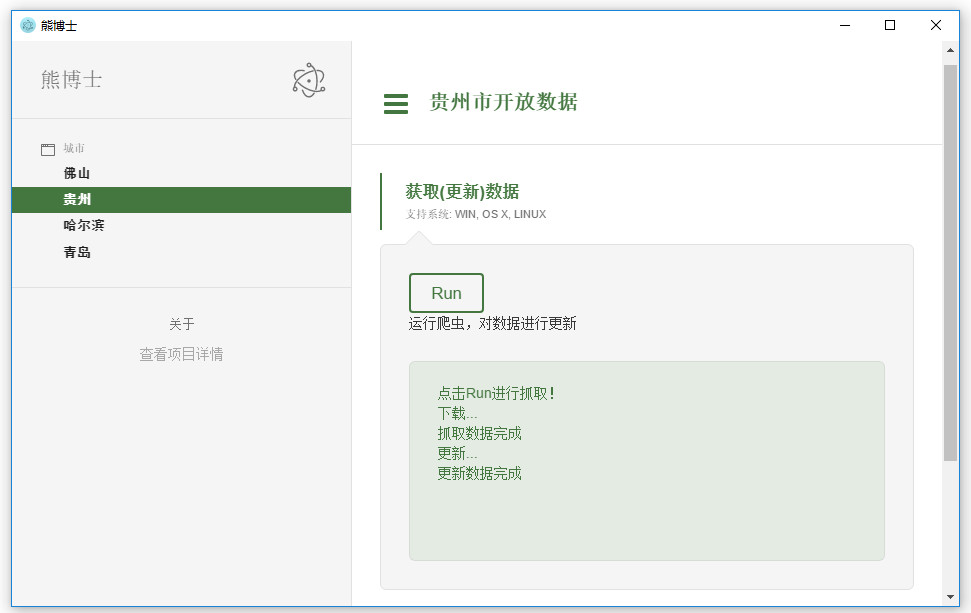 熊博士
熊博士
城市
佛山
贵州
哈尔滨
青岛
关于
查看项目详情
贵州市开放数据
获取(更新)数据
支持系统: WIN, OS X, LINUX
Run
运行爬虫，对数据进行更新
点击Run进行抓取！
下载...
抓取数据完成
更新...
更新数据完成